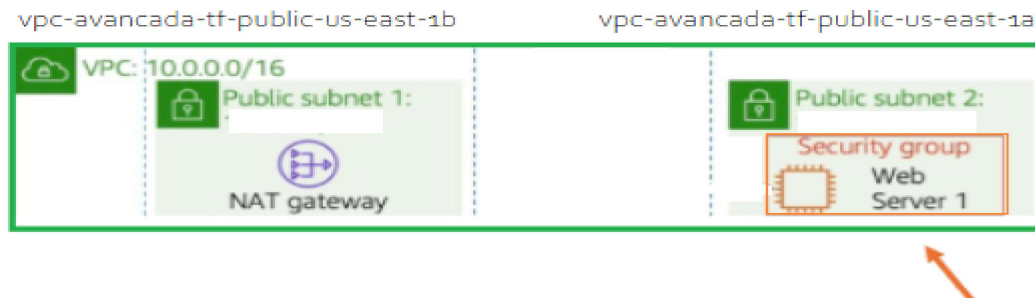 vpc-avancada-tf-public-us-east-1b
vpc-avancada-tf-public-us-east-1a
VPC: 10.0.0.0/16
Public subnet 1:
Public subnet 2:
Security group
NAT gateway
Web
Server 1